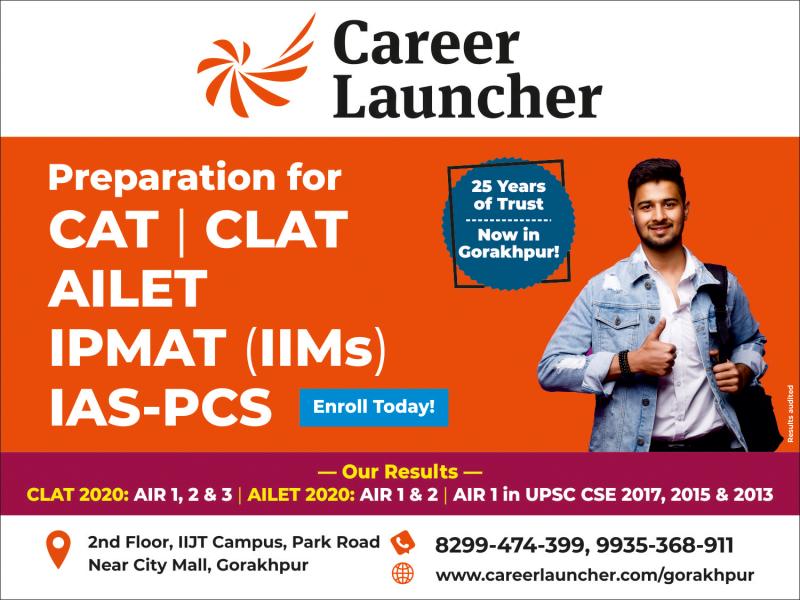 Career
Launcher
Preparation for
CAT | CLAT
AILET
IPMAT (IIMs)
IAS-PCS
Enroll Today!
25 Years
of Trust
Now in
Gorakhpur!
Results audited
— Our Results —
CLAT 2020: AIR 1, 2 & 3 | AILET 2020: AIR 1 & 2 | AIR 1 in UPSC CSE 2017, 2015 & 2013
2nd Floor, IIJT Campus, Park Road
Near City Mall, Gorakhpur
8299-474-399, 9935-368-911
www.careerlauncher.com/gorakhpur